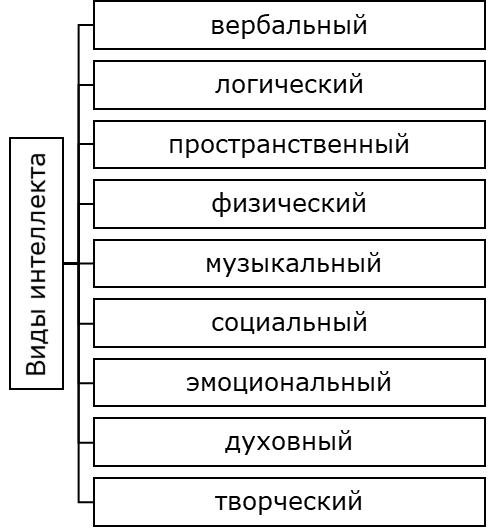 Виды интеллекта
вербальный
логический
пространственный
физический
музыкальный
социальный
эмоциональный
духовный
творческий